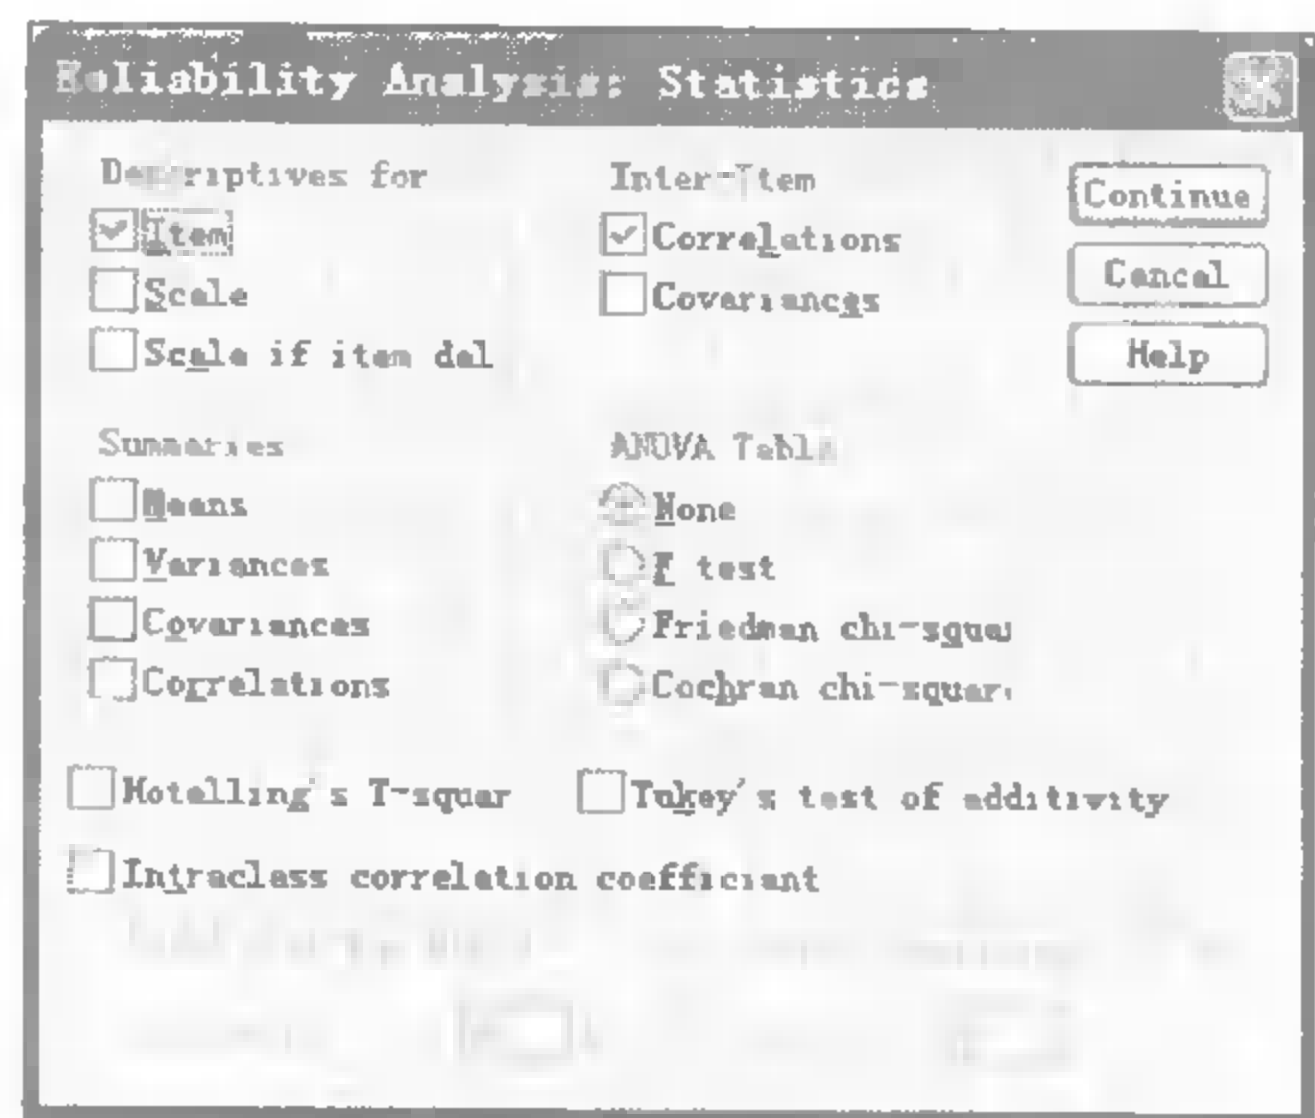 Reliability Analysis: Statistics
Descriptives for
Item
Scale
Scale if item del
Inter-Item
Correlations
Covariances
Continue
Cancel
Help
Summaries
Means
Variances
Covariances
Correlations
ANOVA Table
None
F test
Friedman chi-squar
Cochran chi-square
Hotelling's T-squar
Tukey's test of additivity
Intraclass correlation coefficient